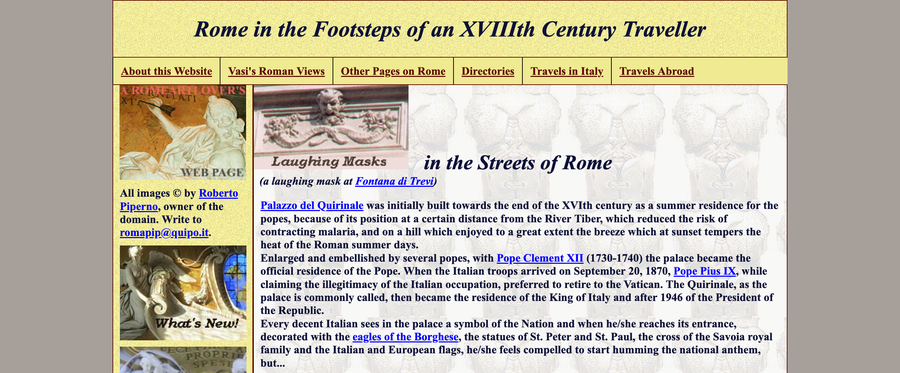 Rome in the Footsteps of an XVIIIth Century Traveller
About this Website
Vasi's Roman Views
Other Pages on Rome
Directories
Travels in Italy
Travels Abroad
A ROMEARTLOVER'S
WEB PAGE
All images © by Roberto
Piperno, owner of the
domain. Write to
romapip@quipo.it.
What's New!
Laughing Masks
in the Streets of Rome
(a laughing mask at Fontana di Trevi)
Palazzo del Quirinale was initially built towards the end of the XVIth century as a summer residence for the
popes, because of its position at a certain distance from the River Tiber, which reduced the risk of
contracting malaria, and on a hill which enjoyed to a great extent the breeze which at sunset tempers the
heat of the Roman summer days.
Enlarged and embellished by several popes, with Pope Clement XII (1730-1740) the palace became the
official residence of the Pope. When the Italian troops arrived on September 20, 1870, Pope Pius IX, while
claiming the illegitimacy of the Italian occupation, preferred to retire to the Vatican. The Quirinale, as the
palace is commonly called, then became the residence of the King of Italy and after 1946 of the President of
the Republic.
Every decent Italian sees in the palace a symbol of the Nation and when he/she reaches its entrance,
decorated with the eagles of the Borghese, the statues of St. Peter and St. Paul, the cross of the Savoia royal
family and the Italian and European flags, he/she feels compelled to start humming the national anthem,
but...